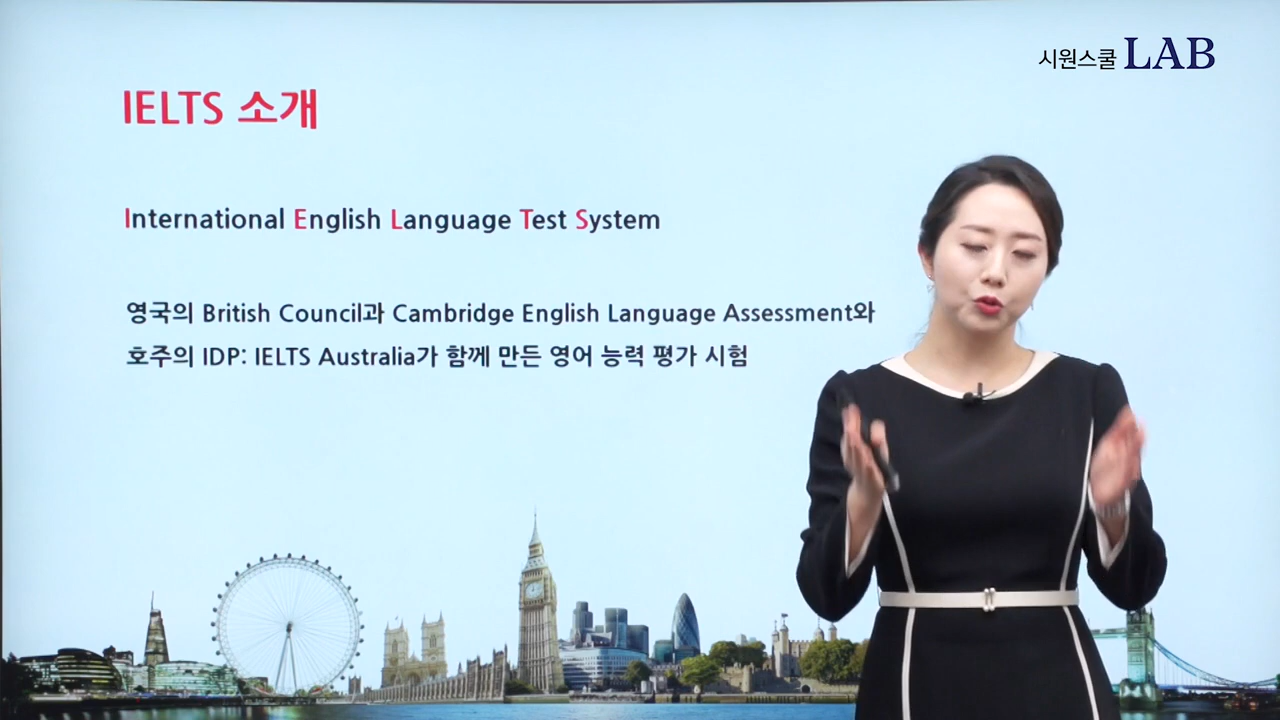 시원스쿨 LAB
IELTS 소개
International English Language Test System
영국의 British Council과 Cambridge English Language Assessment와
호주의 IDP: IELTS Australia가 함께 만든 영어 능력 평가 시험